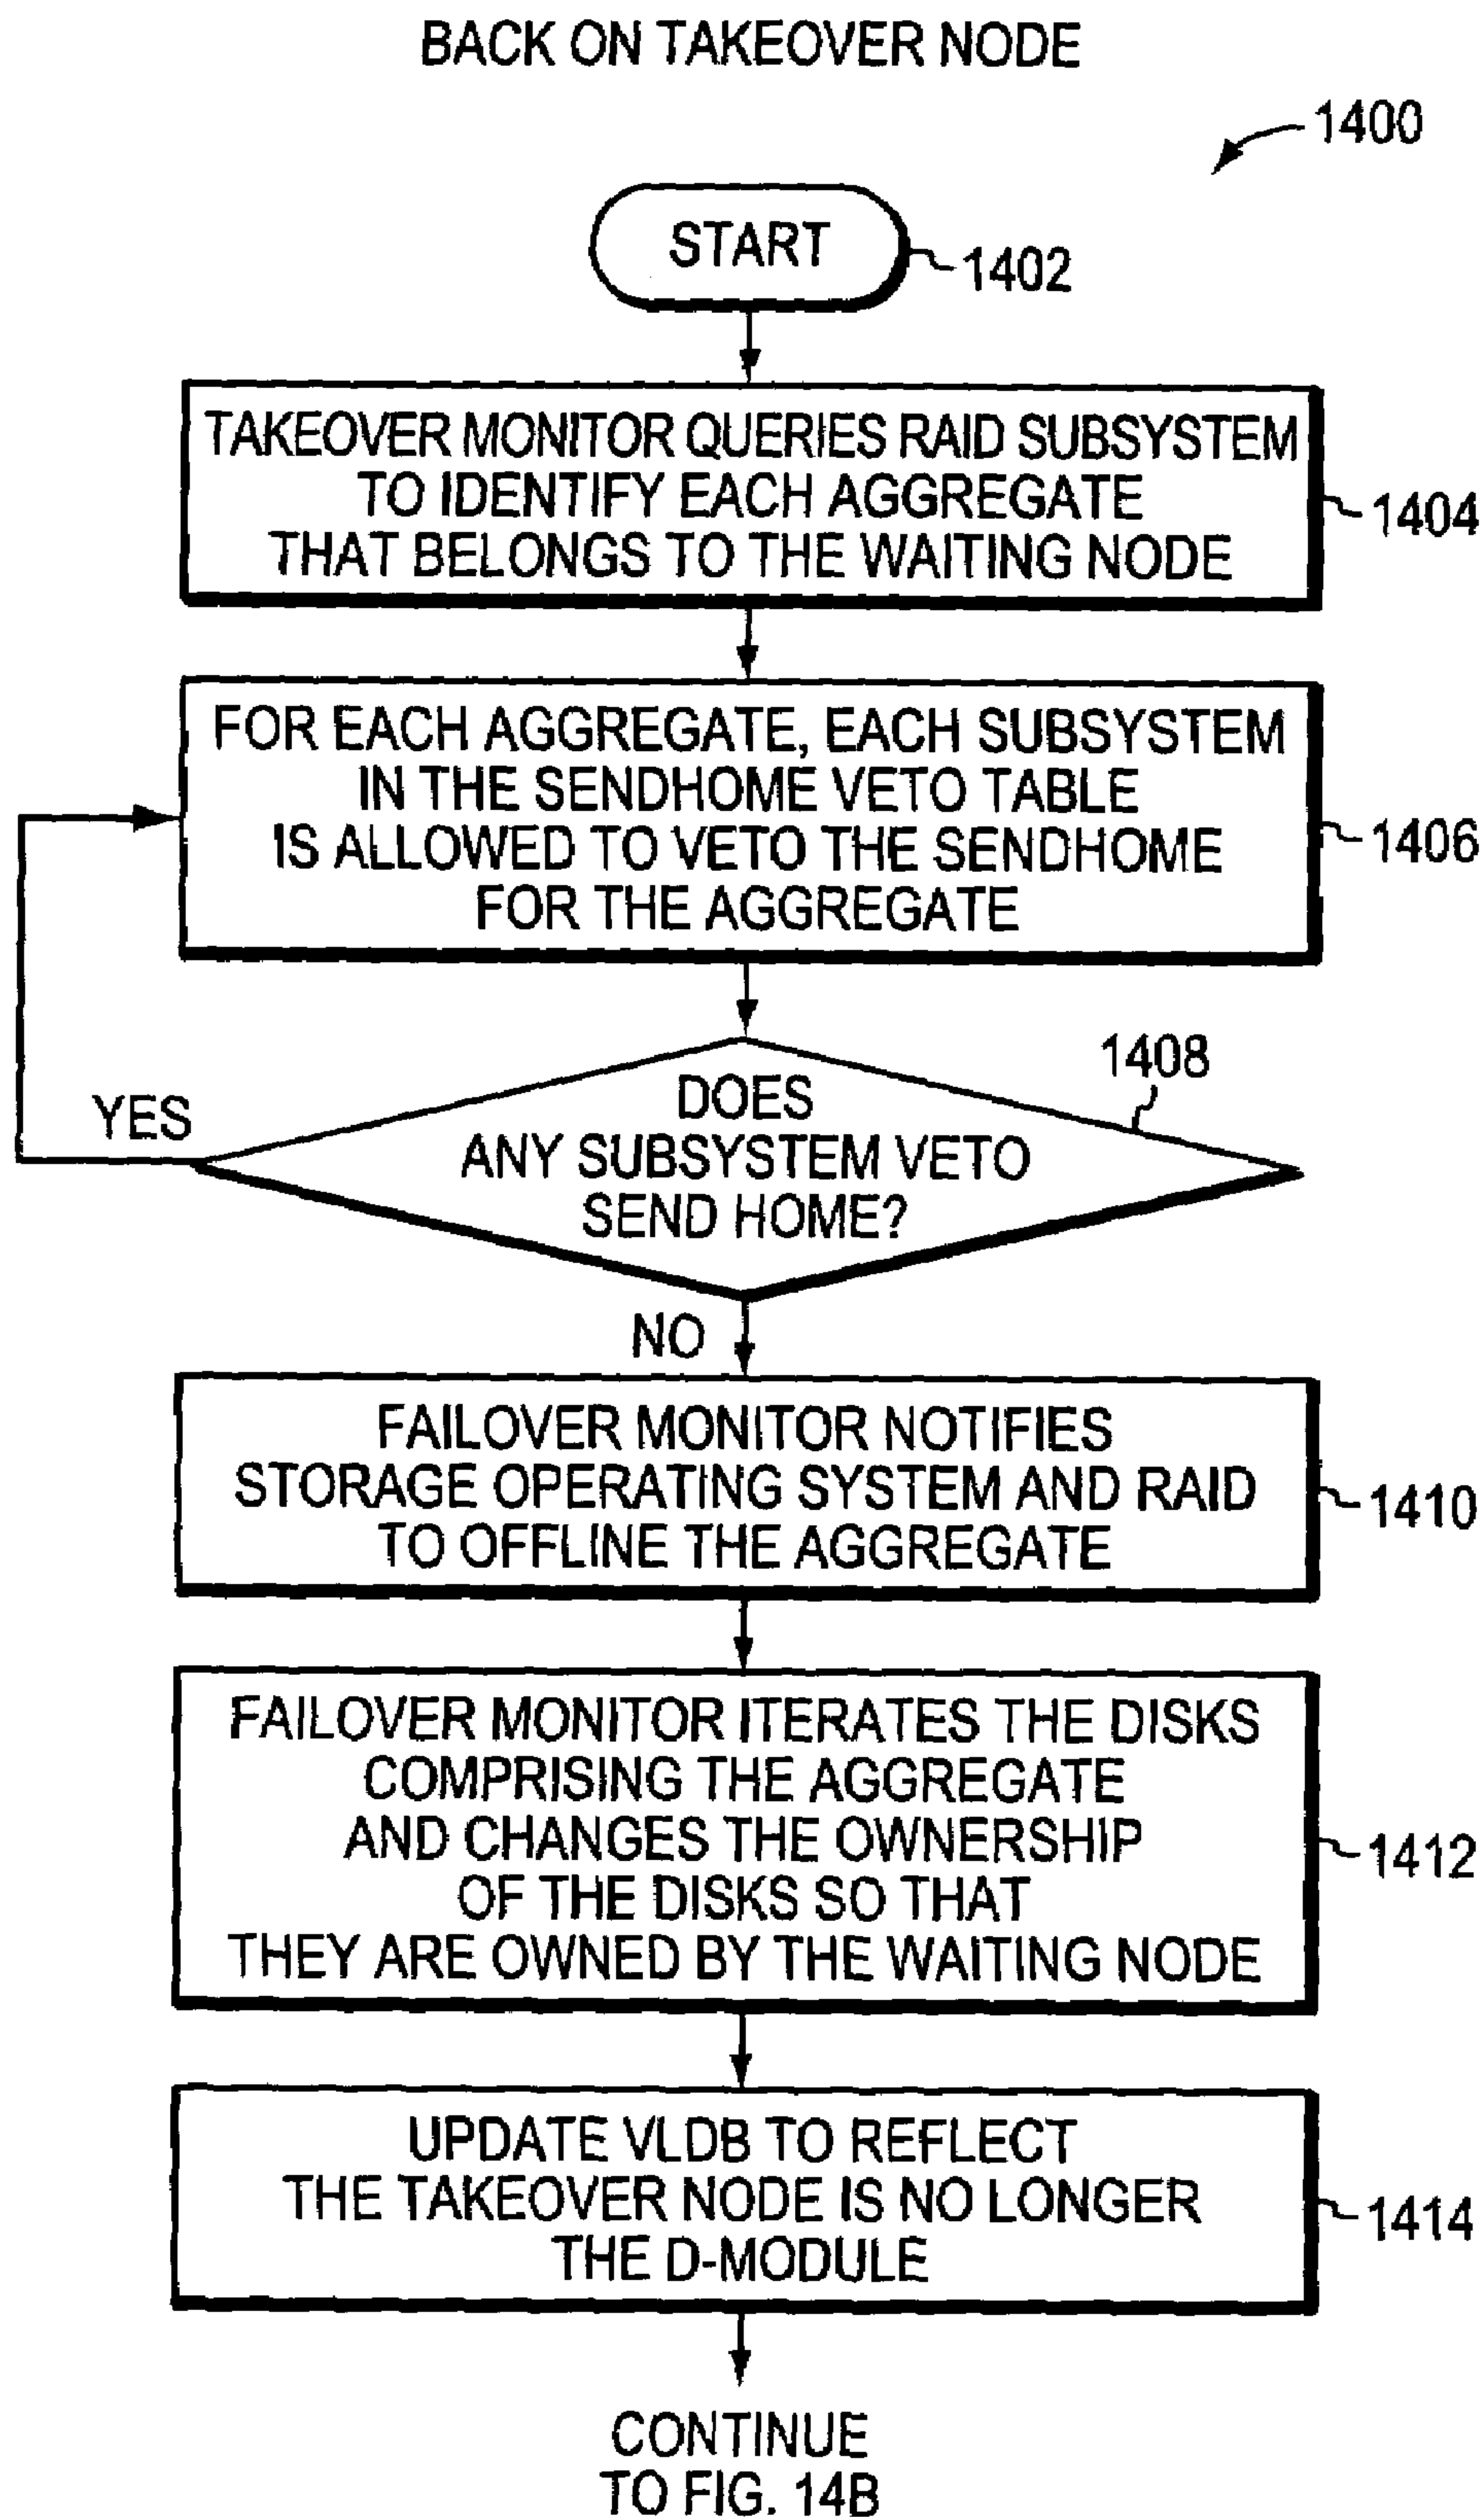 BACK ON TAKEOVER NODE
1400
START
1402
TAKEOVER MONITOR QUERIES RAID SUBSYSTEM
TO IDENTIFY EACH AGGREGATE
THAT BELONGS TO THE WAITING NODE
1404
FOR EACH AGGREGATE, EACH SUBSYSTEM
IN THE SENDHOME VETO TABLE
IS ALLOWED TO VETO THE SENDHOME
FOR THE AGGREGATE
1406
1408
YES
DOES
ANY SUBSYSTEM VETO
SEND HOME?
NO
FAILOVER MONITOR NOTIFIES
STORAGE OPERATING SYSTEM AND RAID
TO OFFLINE THE AGGREGATE
1410
FAILOVER MONITOR ITERATES THE DISKS
COMPRISING THE AGGREGATE
AND CHANGES THE OWNERSHIP
OF THE DISKS SO THAT
THEY ARE OWNED BY THE WAITING NODE
1412
UPDATE VLDB TO REFLECT
THE TAKEOVER NODE IS NO LONGER
THE D-MODULE
1414
CONTINUE
TO FIG. 14B